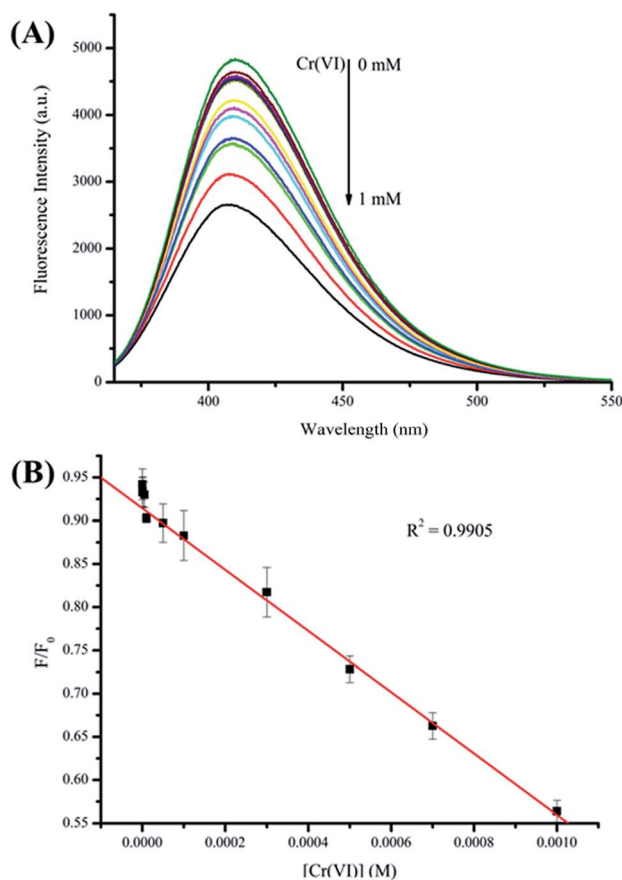 (A)
Fluorescence Intensity (a.u.)
5000
4000
3000
2000
1000
0
Cr(VI) 0 mM
1 mM
400
450
500
550
Wavelength (nm)
(B)
F/F0
0.95
0.90
0.85
0.80
0.75
0.70
0.65
0.60
0.55
R² = 0.9905
0.0000
0.0002
0.0004
0.0006
0.0008
0.0010
[Cr(VI)] (M)